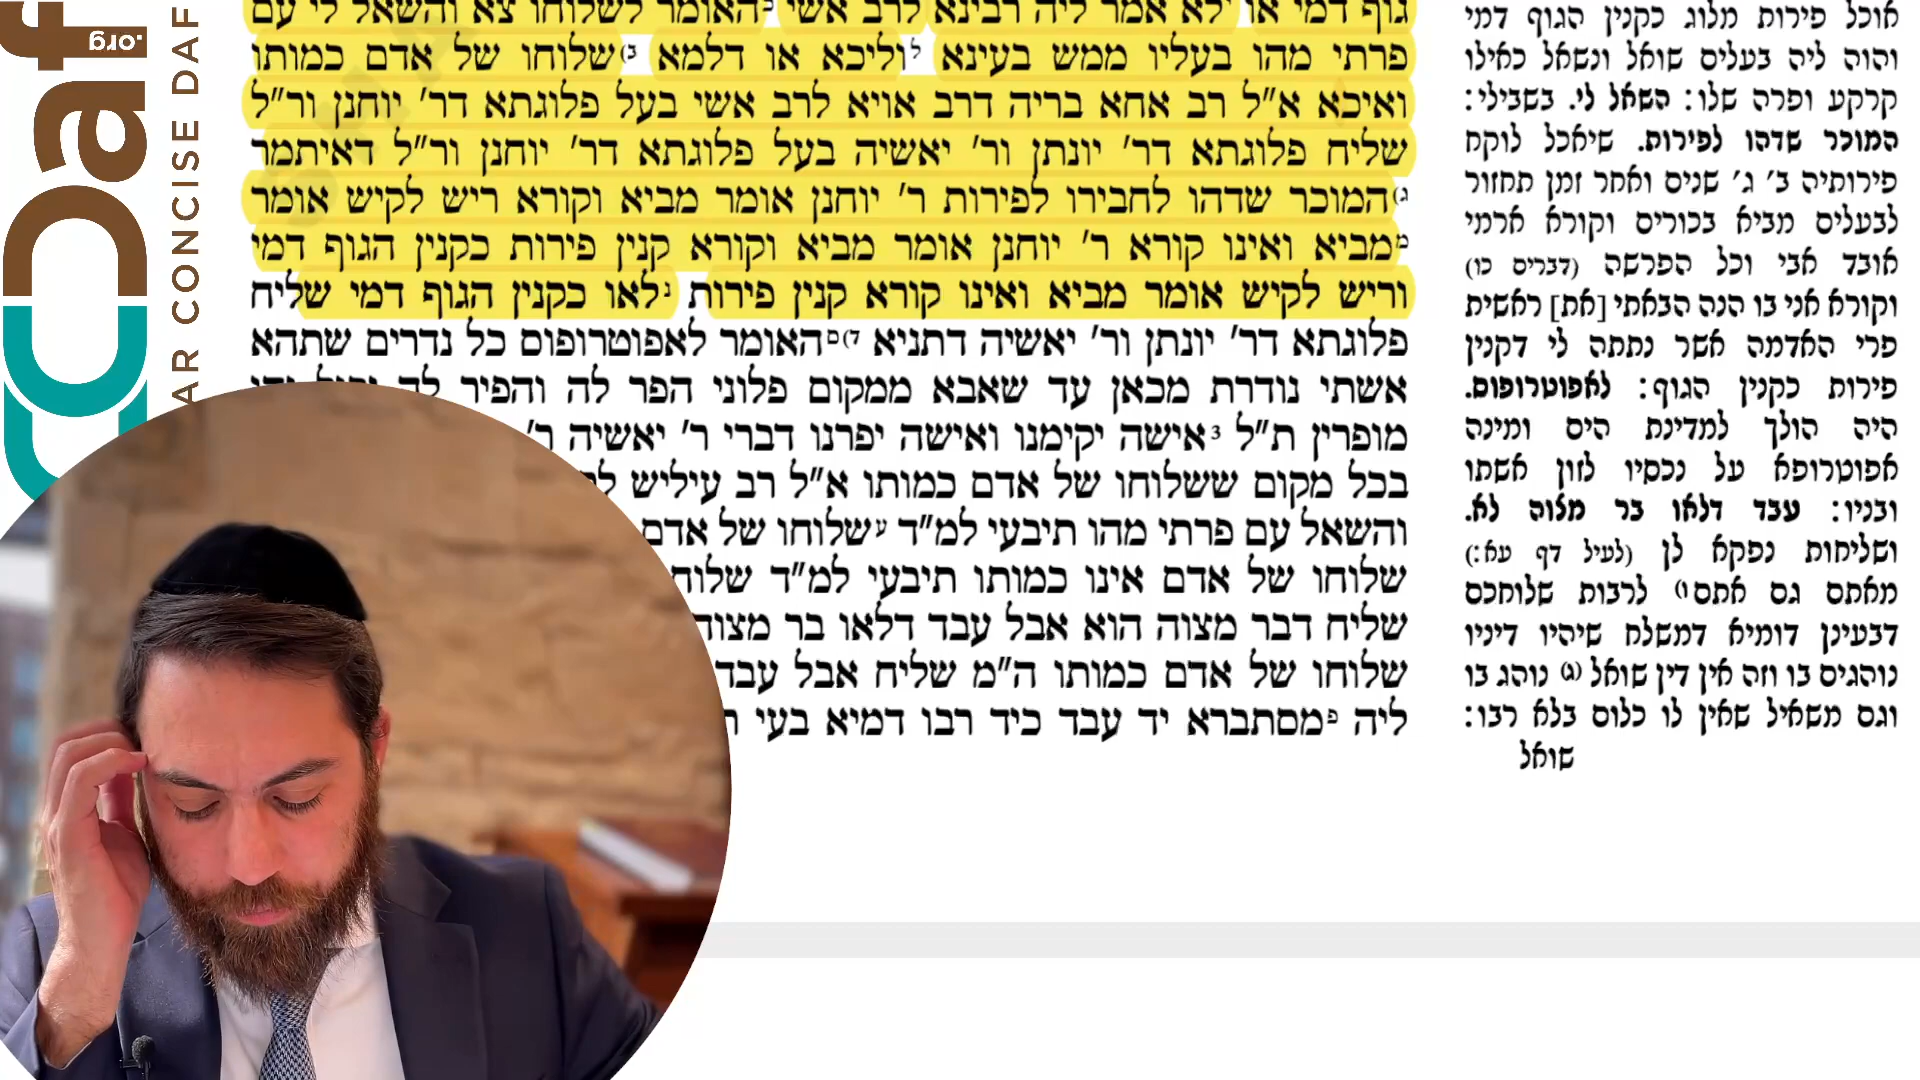 Daf
.org
AR CONCISE DAF
גוף דמי או לא אמר ליה רבינא לרב אשי האומר לשלוחו צא והשאל לי עם
פרתי מהו בעליו ממש בעינא וליכא או דלמא שלוחו של אדם כמותו
ואיכא א״ל רב אחא בריה דרב אויא לרב אשי בעל פלוגתא דר׳ יוחנן ור״ל
שליח פלוגתא דר׳ יונתן ור׳ יאשיה בעל פלוגתא דר׳ יוחנן ור״ל דאיתמר
המוכר שדהו לחבירו לפירות ר׳ יוחנן אומר מביא וקורא ריש לקיש אומר
מביא ואינו קורא ר׳ יוחנן אומר מביא וקורא קנין פירות כקנין הגוף דמי
וריש לקיש אומר מביא ואינו קורא קנין פירות לאו כקנין הגוף דמי שליח
פלוגתא דר׳ יונתן ור׳ יאשיה דתניא האומר לאפוטרופוס כל נדרים שתהא
אשתי נודרת מכאן עד שאבא ממקום פלוני הפר לה והפיר
מופרין ת״ל אישה יקימנו ואישה יפרנו דברי ר׳ יאשיה
בכל מקום ששלוחו של אדם כמותו א״ל רב עיליש
והשאל עם פרתי מהו תיבעי למ״ד שלוחו של אדם
שלוחו של אדם אינו כמותו תיבעי למ״ד
שליח דבר מצוה הוא אבל עבד דלאו בר
שלוחו של אדם כמותו ה״מ שליח אבל
ליה מסתברא יד עבד כיד רבו דמיא בעי
אוכל פירות מלוג כקנין הגוף דמי
והוה ליה בעלים שואל ונשאל כאילו
קרקע ופרה שלו: השאל לי. בשבילי:
המוכר שדהו לפירות. שיאכל לוקח
פירותיה ב׳ ג׳ שנים ואחר זמן תחזור
לבעלים מביא בכורים וקורא ארמי
אובד אבי וכל הפרשה (דברים כו)
וקורא אני בו הנה הבאתי [את] ראשית
פרי האדמה אשר נתתה לי דקנין
פירות כקנין הגוף: לאפוטרופוס.
היה הולך למדינת הים ומינה
אפוטרופא על נכסיו לזון אשתו
ובניו: עבד דלאו בר מצוה לא.
ושליחות נפקא לן (לעיל דף עא:)
מאתם גם אתם לרבות שלוחכם
דבעינן דומיא דמשלח שיהיו דיניו
נוהגים בו וזה אין דין שואל נוהג בו
וגם משאיל שאין לו כלום בלא רבו:
שואל